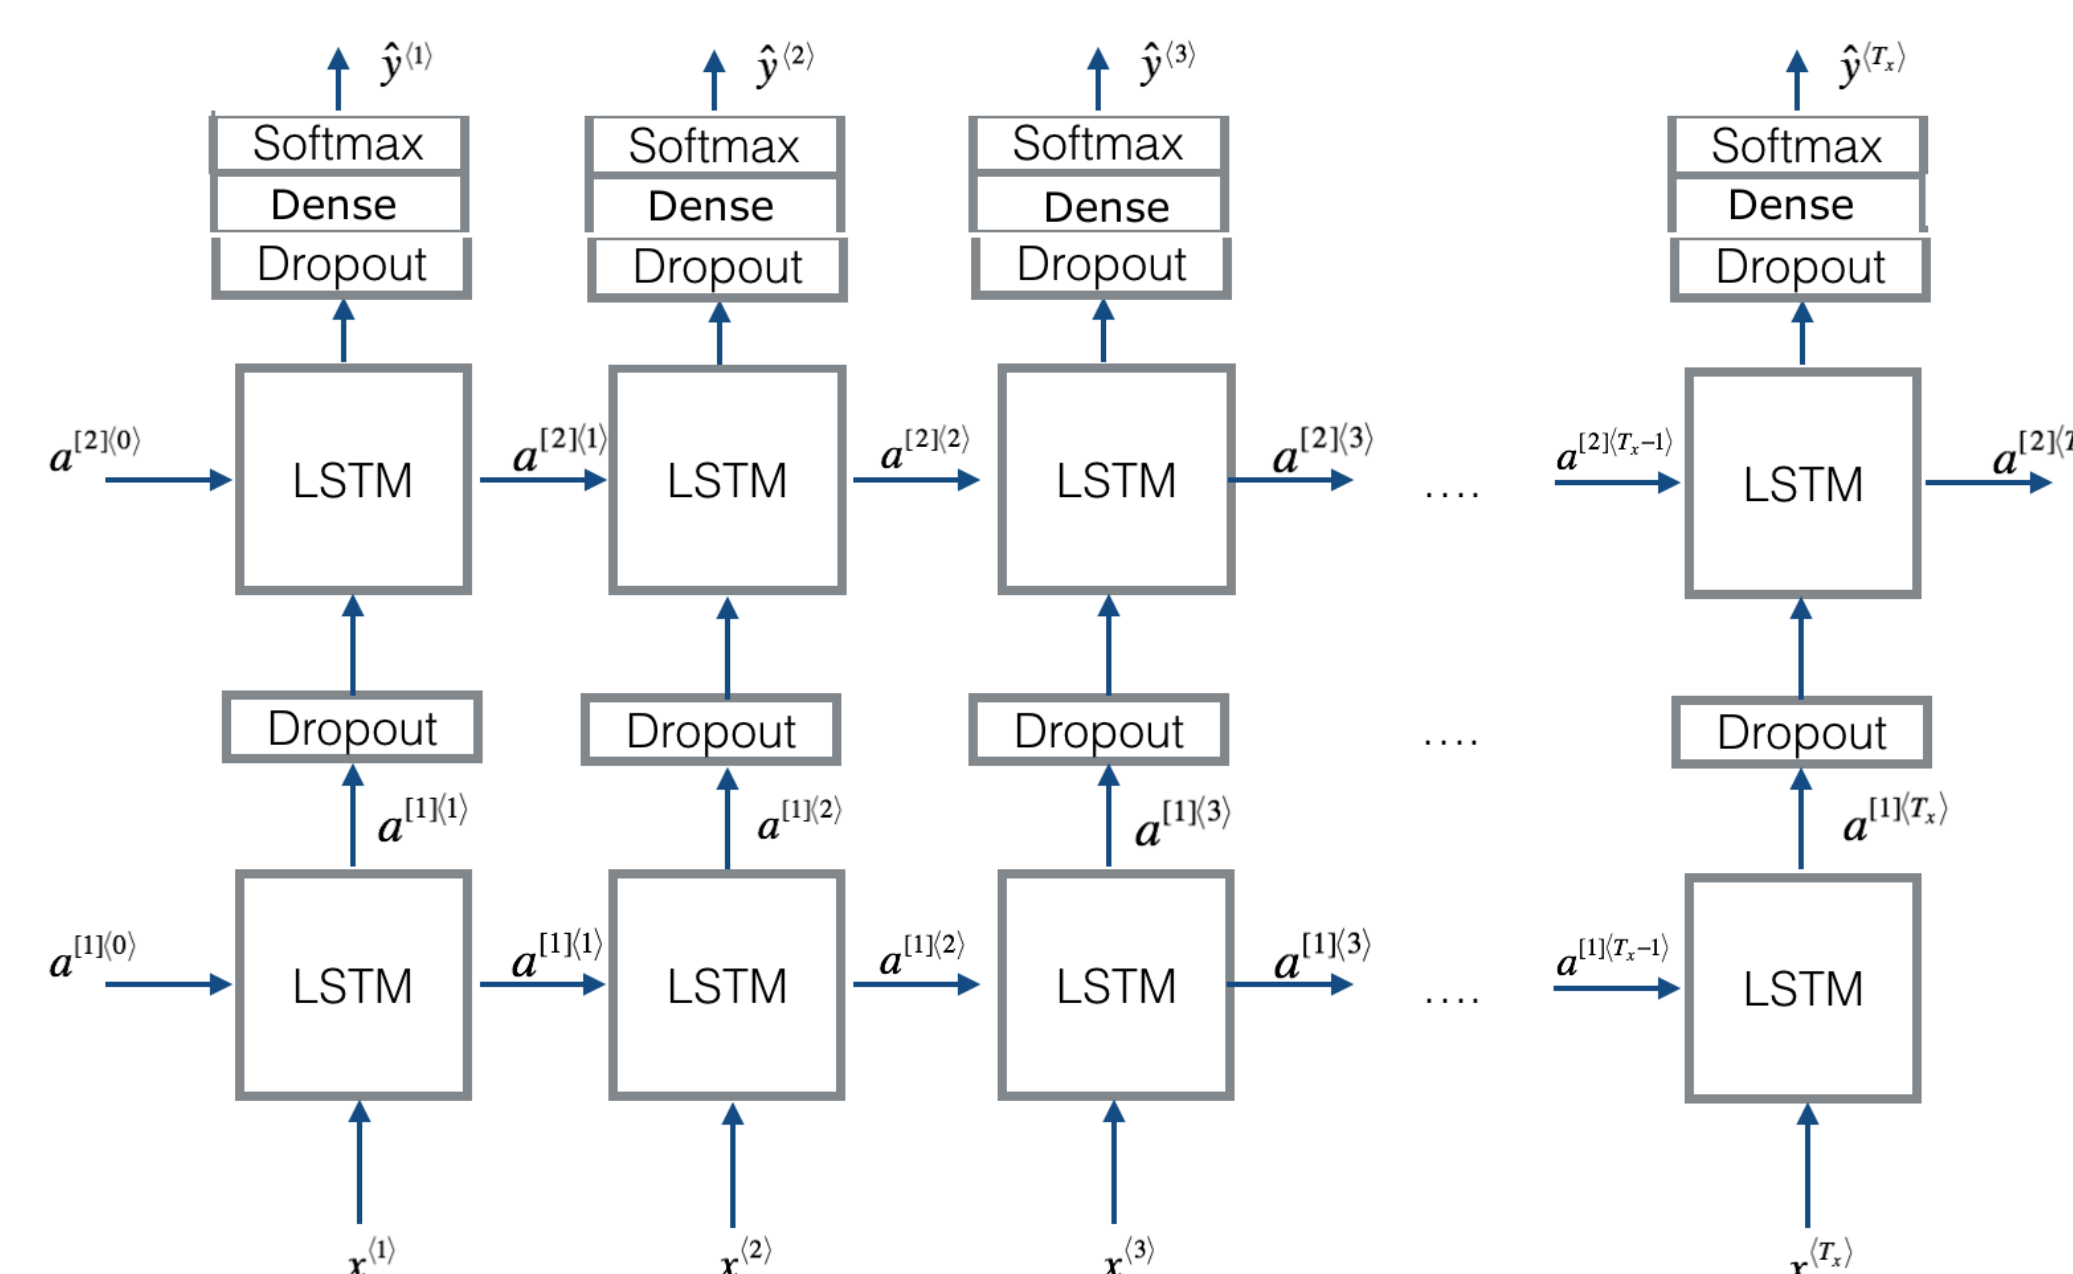 ŷ⟨1⟩ ŷ⟨2⟩ ŷ⟨3⟩ ŷ⟨Tx⟩
Softmax Softmax Softmax Softmax
Dense Dense Dense Dense
Dropout Dropout Dropout Dropout
a[2]⟨0⟩ a[2]⟨1⟩ a[2]⟨2⟩ a[2]⟨3⟩ a[2]⟨Tx−1⟩ a[2]⟨T
LSTM LSTM LSTM .... LSTM
Dropout Dropout Dropout .... Dropout
a[1]⟨1⟩ a[1]⟨2⟩ a[1]⟨3⟩ a[1]⟨Tx⟩
a[1]⟨0⟩ a[1]⟨1⟩ a[1]⟨2⟩ a[1]⟨3⟩ a[1]⟨Tx−1⟩
LSTM LSTM LSTM .... LSTM
x⟨1⟩ x⟨2⟩ x⟨3⟩ x⟨Tx⟩